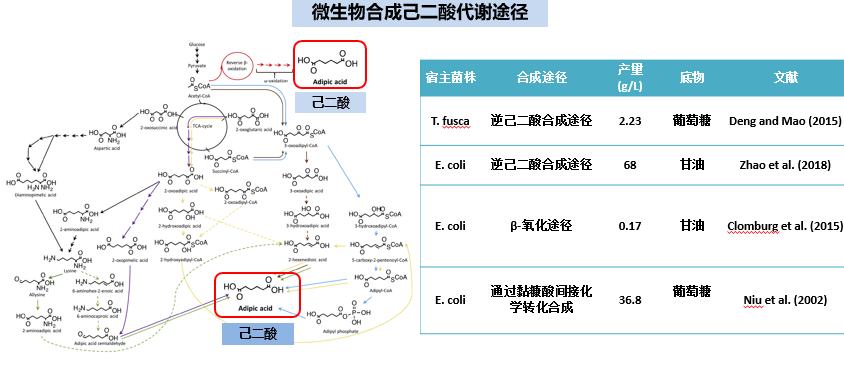 微生物合成己二酸代谢途径
Glucose
Pyruvate
SCoA
Acetyl-CoA
Reverse β-
oxidation
ω-oxidation
Adipic acid
己二酸
2-oxosuccinic acid
TCA-cycle
2-oxoglutaric acid
Aspartic acid
3-oxoadipyl-CoA
Succinyl-CoA
Diaminopimelic acid
2-oxoadipic acid
2-oxadipyl-CoA
3-oxoadipic acid
2-aminoadipic acid
2-hydroxoadipic acid
3-hydroxoadipic acid
3-hydroxoadipyl-CoA
2-oxopimelic acid
2-hydroxyadipyl-CoA
2-hexenedioic acid
5-carboxy-2-pentenoyl-CoA
Lysine
6-aminohex-2-enoic acid
Allysine
6-aminocaproic acid
Adipyl-CoA
2-aminoadipic acid
Adipic acid semialdehyde
Adipic acid
Adipyl phosphate
己二酸
宿主菌株 合成途径 产量 (g/L) 底物 文献
T. fusca 逆己二酸合成途径 2.23 葡萄糖 Deng and Mao (2015)
E. coli 逆己二酸合成途径 68 甘油 Zhao et al. (2018)
E. coli β-氧化途径 0.17 甘油 Clomburg et al. (2015)
E. coli 通过黏糠酸间接化 36.8 葡萄糖 Niu et al. (2002)
学转化合成